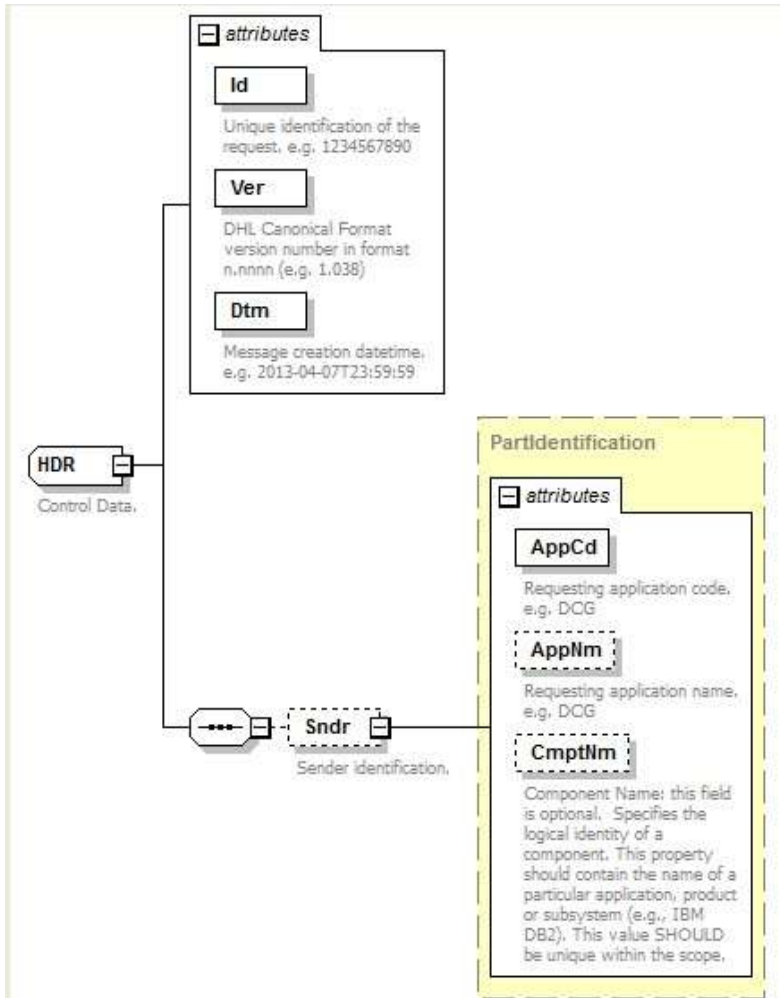 attributes
Id
Unique identification of the
request. e.g. 1234567890
Ver
DHL Canonical Format
version number in format
n.nnnn (e.g. 1.038)
Dtm
Message creation datetime.
e.g. 2013-04-07T23:59:59
HDR
Control Data.
PartIdentification
attributes
AppCd
Requesting application code.
e.g. DCG
AppNm
Requesting application name.
e.g. DCG
Sndr
Sender identification.
CmptNm
Component Name: this field
is optional.  Specifies the
logical identity of a
component. This property
should contain the name of a
particular application, product
or subsystem (e.g., IBM
DB2). This value SHOULD
be unique within the scope.